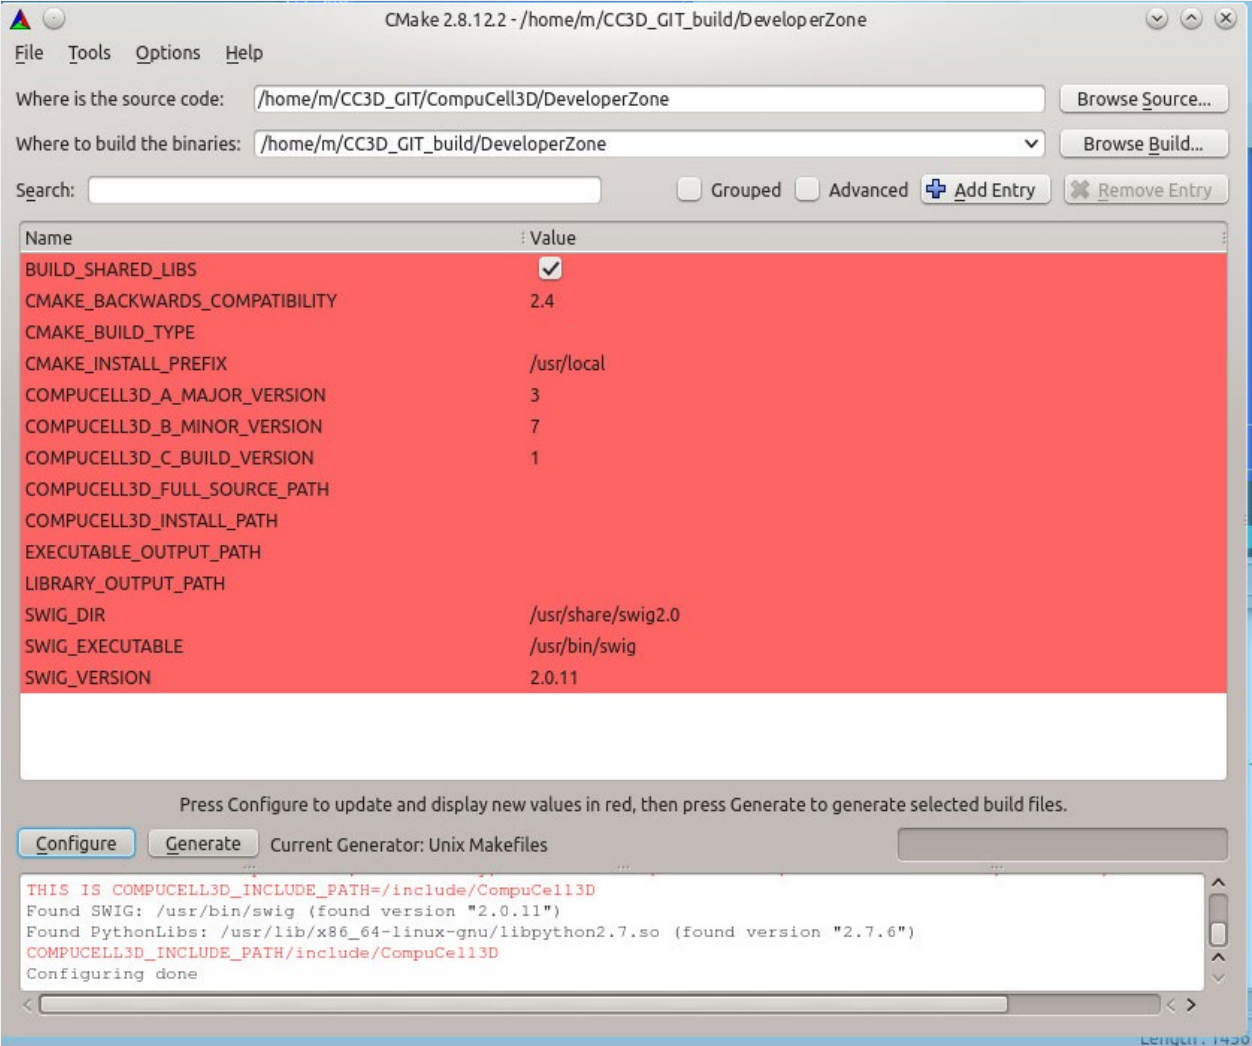 CMake 2.8.12.2 - /home/m/CC3D_GIT_build/DeveloperZone
File Tools Options Help
Where is the source code: /home/m/CC3D_GIT/CompuCell3D/DeveloperZone Browse Source...
Where to build the binaries: /home/m/CC3D_GIT_build/DeveloperZone Browse Build...
Search: Grouped Advanced Add Entry Remove Entry
Name Value
BUILD_SHARED_LIBS
CMAKE_BACKWARDS_COMPATIBILITY 2.4
CMAKE_BUILD_TYPE
CMAKE_INSTALL_PREFIX /usr/local
COMPUCELL3D_A_MAJOR_VERSION 3
COMPUCELL3D_B_MINOR_VERSION 7
COMPUCELL3D_C_BUILD_VERSION 1
COMPUCELL3D_FULL_SOURCE_PATH
COMPUCELL3D_INSTALL_PATH
EXECUTABLE_OUTPUT_PATH
LIBRARY_OUTPUT_PATH
SWIG_DIR /usr/share/swig2.0
SWIG_EXECUTABLE /usr/bin/swig
SWIG_VERSION 2.0.11
Press Configure to update and display new values in red, then press Generate to generate selected build files.
Configure Generate Current Generator: Unix Makefiles
THIS IS COMPUCELL3D_INCLUDE_PATH=/include/CompuCell3D
Found SWIG: /usr/bin/swig (found version "2.0.11")
Found PythonLibs: /usr/lib/x86_64-linux-gnu/libpython2.7.so (found version "2.7.6")
COMPUCELL3D_INCLUDE_PATH/include/CompuCell3D
Configuring done